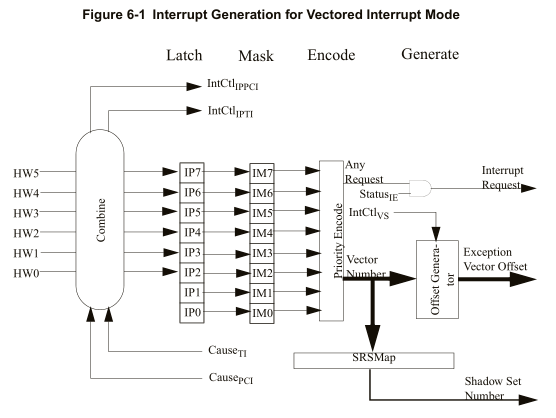 Figure 6-1 Interrupt Generation for Vectored Interrupt Mode
Latch Mask Encode Generate
IntCtlIPPCI
IntCtlIPTI
HW5
HW4
HW3
HW2
HW1
HW0
Combine
IP7
IP6
IP5
IP4
IP3
IP2
IP1
IP0
IM7
IM6
IM5
IM4
IM3
IM2
IM1
IM0
Priority Encode
Any
Request
StatusIE
IntCtlVS
Interrupt
Request
Vector
Number
Offset Genera-
tor
Exception
Vector Offset
SRSMap
Shadow Set
Number
CauseTI
CausePCI